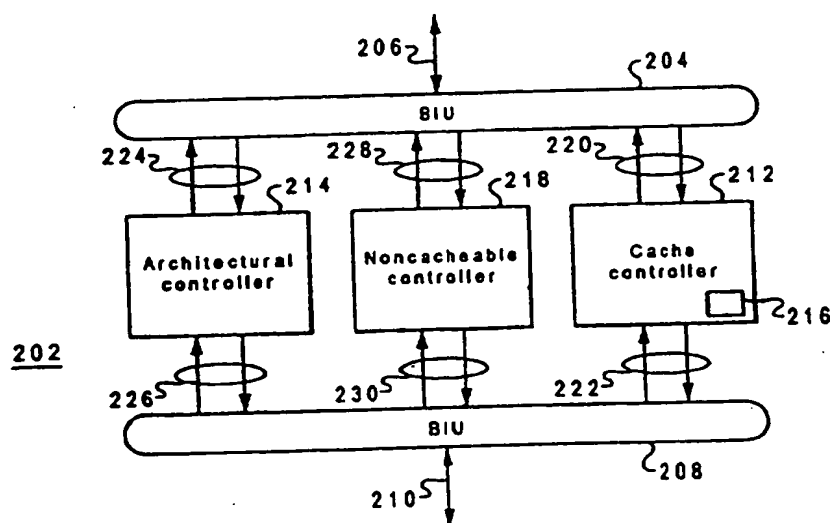 206
204
BIU
224
228
220
214
218
212
Architectural
controller
Noncacheable
controller
Cache
controller
216
202
226
230
222
BIU
208
210